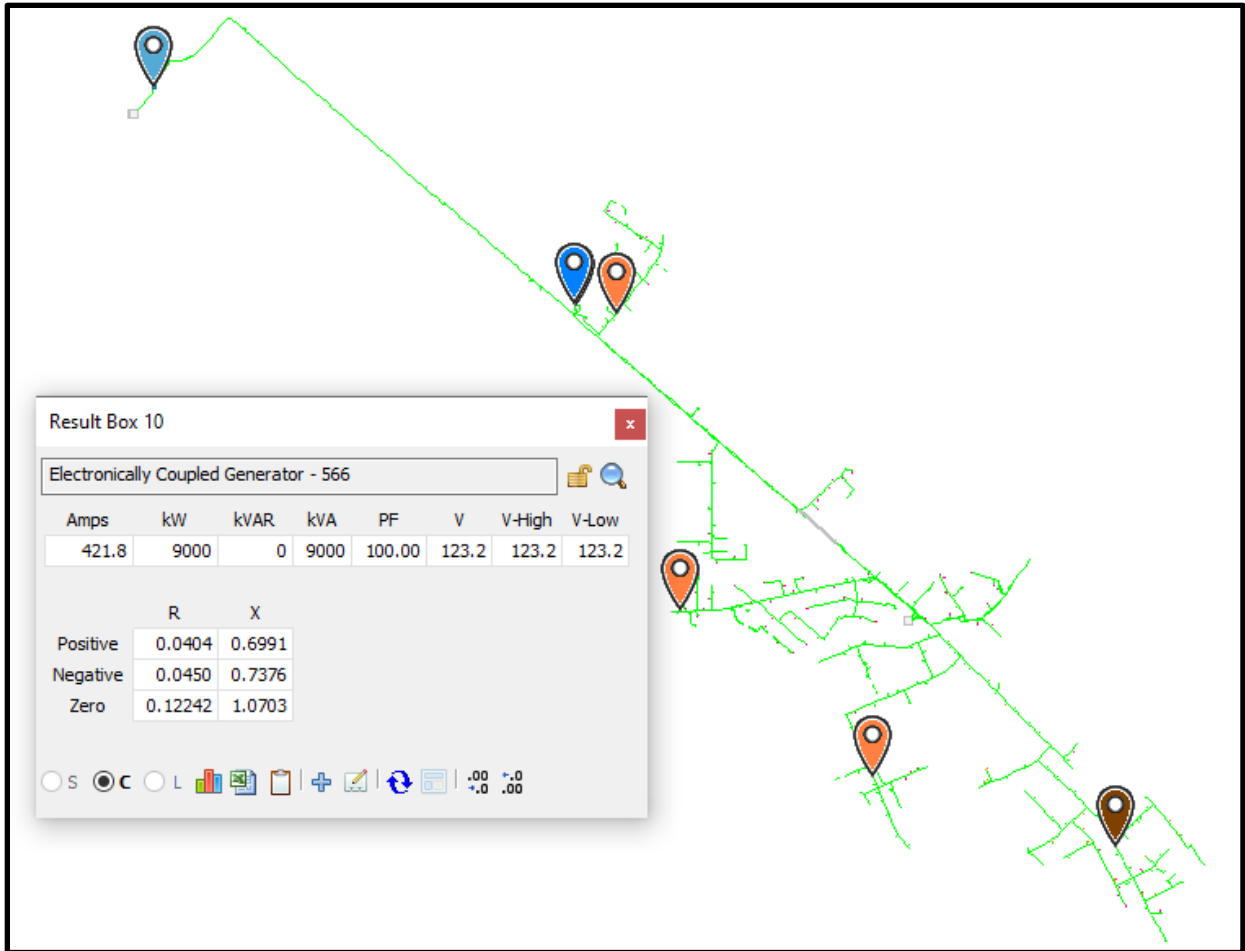 Result Box 10
x
Electronically Coupled Generator - 566
Amps kW kVAR kVA PF V V-High V-Low
421.8 9000 0 9000 100.00 123.2 123.2 123.2
R X
Positive 0.0404 0.6991
Negative 0.0450 0.7376
Zero 0.12242 1.0703
S C L .00 .0
.0 .00